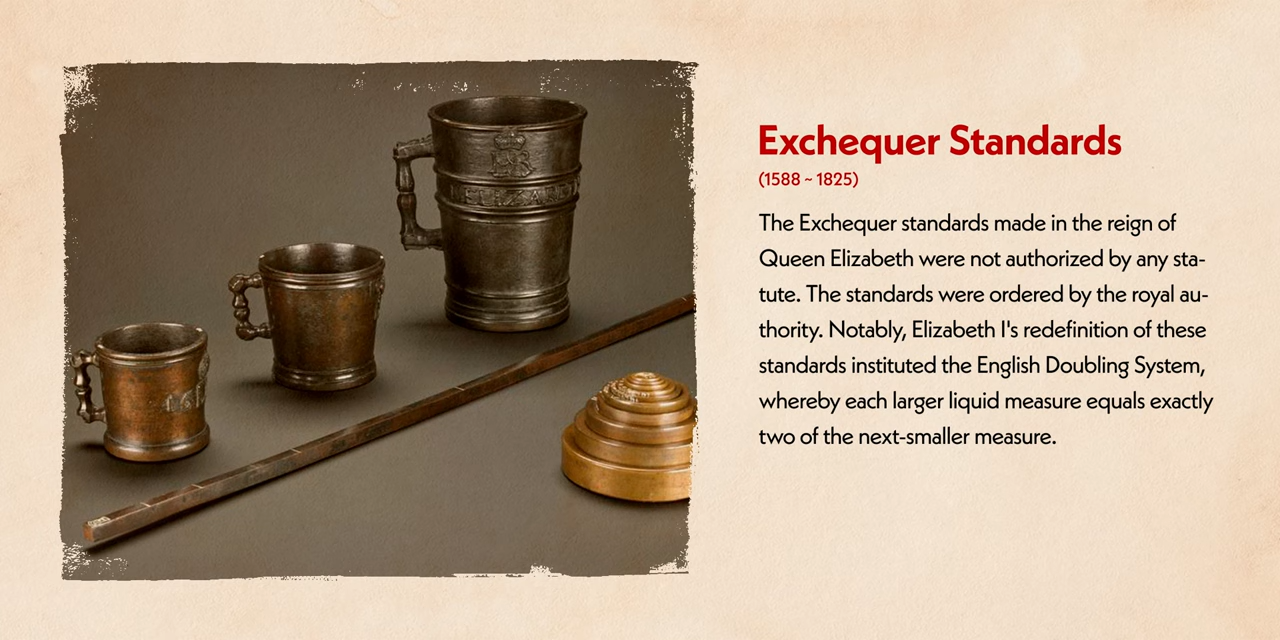 Exchequer Standards
(1588 ~ 1825)
The Exchequer standards made in the reign of
Queen Elizabeth were not authorized by any sta-
tute. The standards were ordered by the royal au-
thority. Notably, Elizabeth I's redefinition of these
standards instituted the English Doubling System,
whereby each larger liquid measure equals exactly
two of the next-smaller measure.